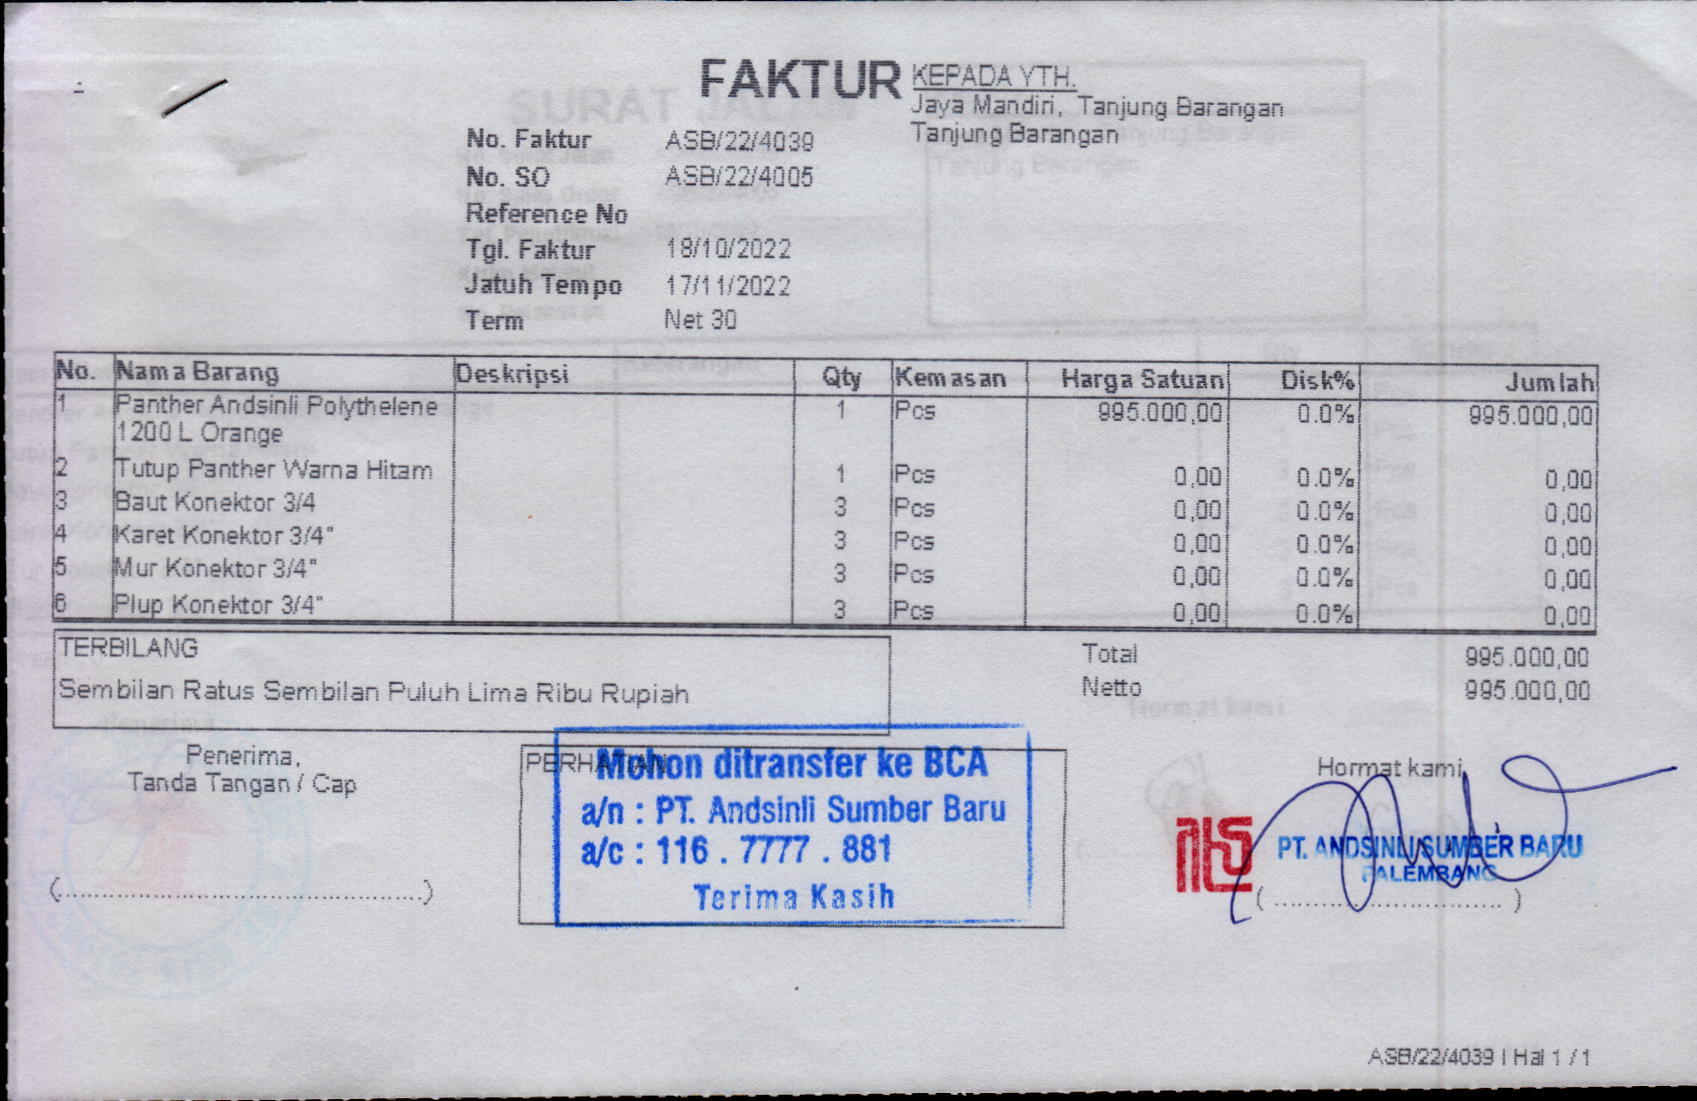 FAKTUR
KEPADA YTH.
Jaya Mandiri, Tanjung Barangan
Tanjung Barangan
No. Faktur ASB/22/4039
No. SO ASB/22/4005
Reference No
Tgl. Faktur 18/10/2022
Jatuh Tempo 17/11/2022
Term Net 30
No. Nama Barang Deskripsi Qty Kemasan Harga Satuan Disk% Jumlah
1 Panther Andsinli Polythelene 1 Pcs 995.000,00 0.0% 995.000,00
1200 L Orange
2 Tutup Panther Warna Hitam 1 Pcs 0,00 0.0% 0,00
3 Baut Konektor 3/4 3 Pcs 0,00 0.0% 0,00
4 Karet Konektor 3/4" 3 Pcs 0,00 0.0% 0,00
5 Mur Konektor 3/4" 3 Pcs 0,00 0.0% 0,00
6 Plup Konektor 3/4" 3 Pcs 0,00 0.0% 0,00
TERBILANG
Sembilan Ratus Sembilan Puluh Lima Ribu Rupiah
Total 995.000,00
Netto 995.000,00
Penerima,
Tanda Tangan / Cap
(................................................)
PERHATIAN
Mohon ditransfer ke BCA
a/n : PT. Andsinli Sumber Baru
a/c : 116 . 7777 . 881
Terima Kasih
Hormat kami,
PT. ANDSINLI SUMBER BARU
PALEMBANG
( ................................ )
ASB/22/4039 | Hal 1 / 1